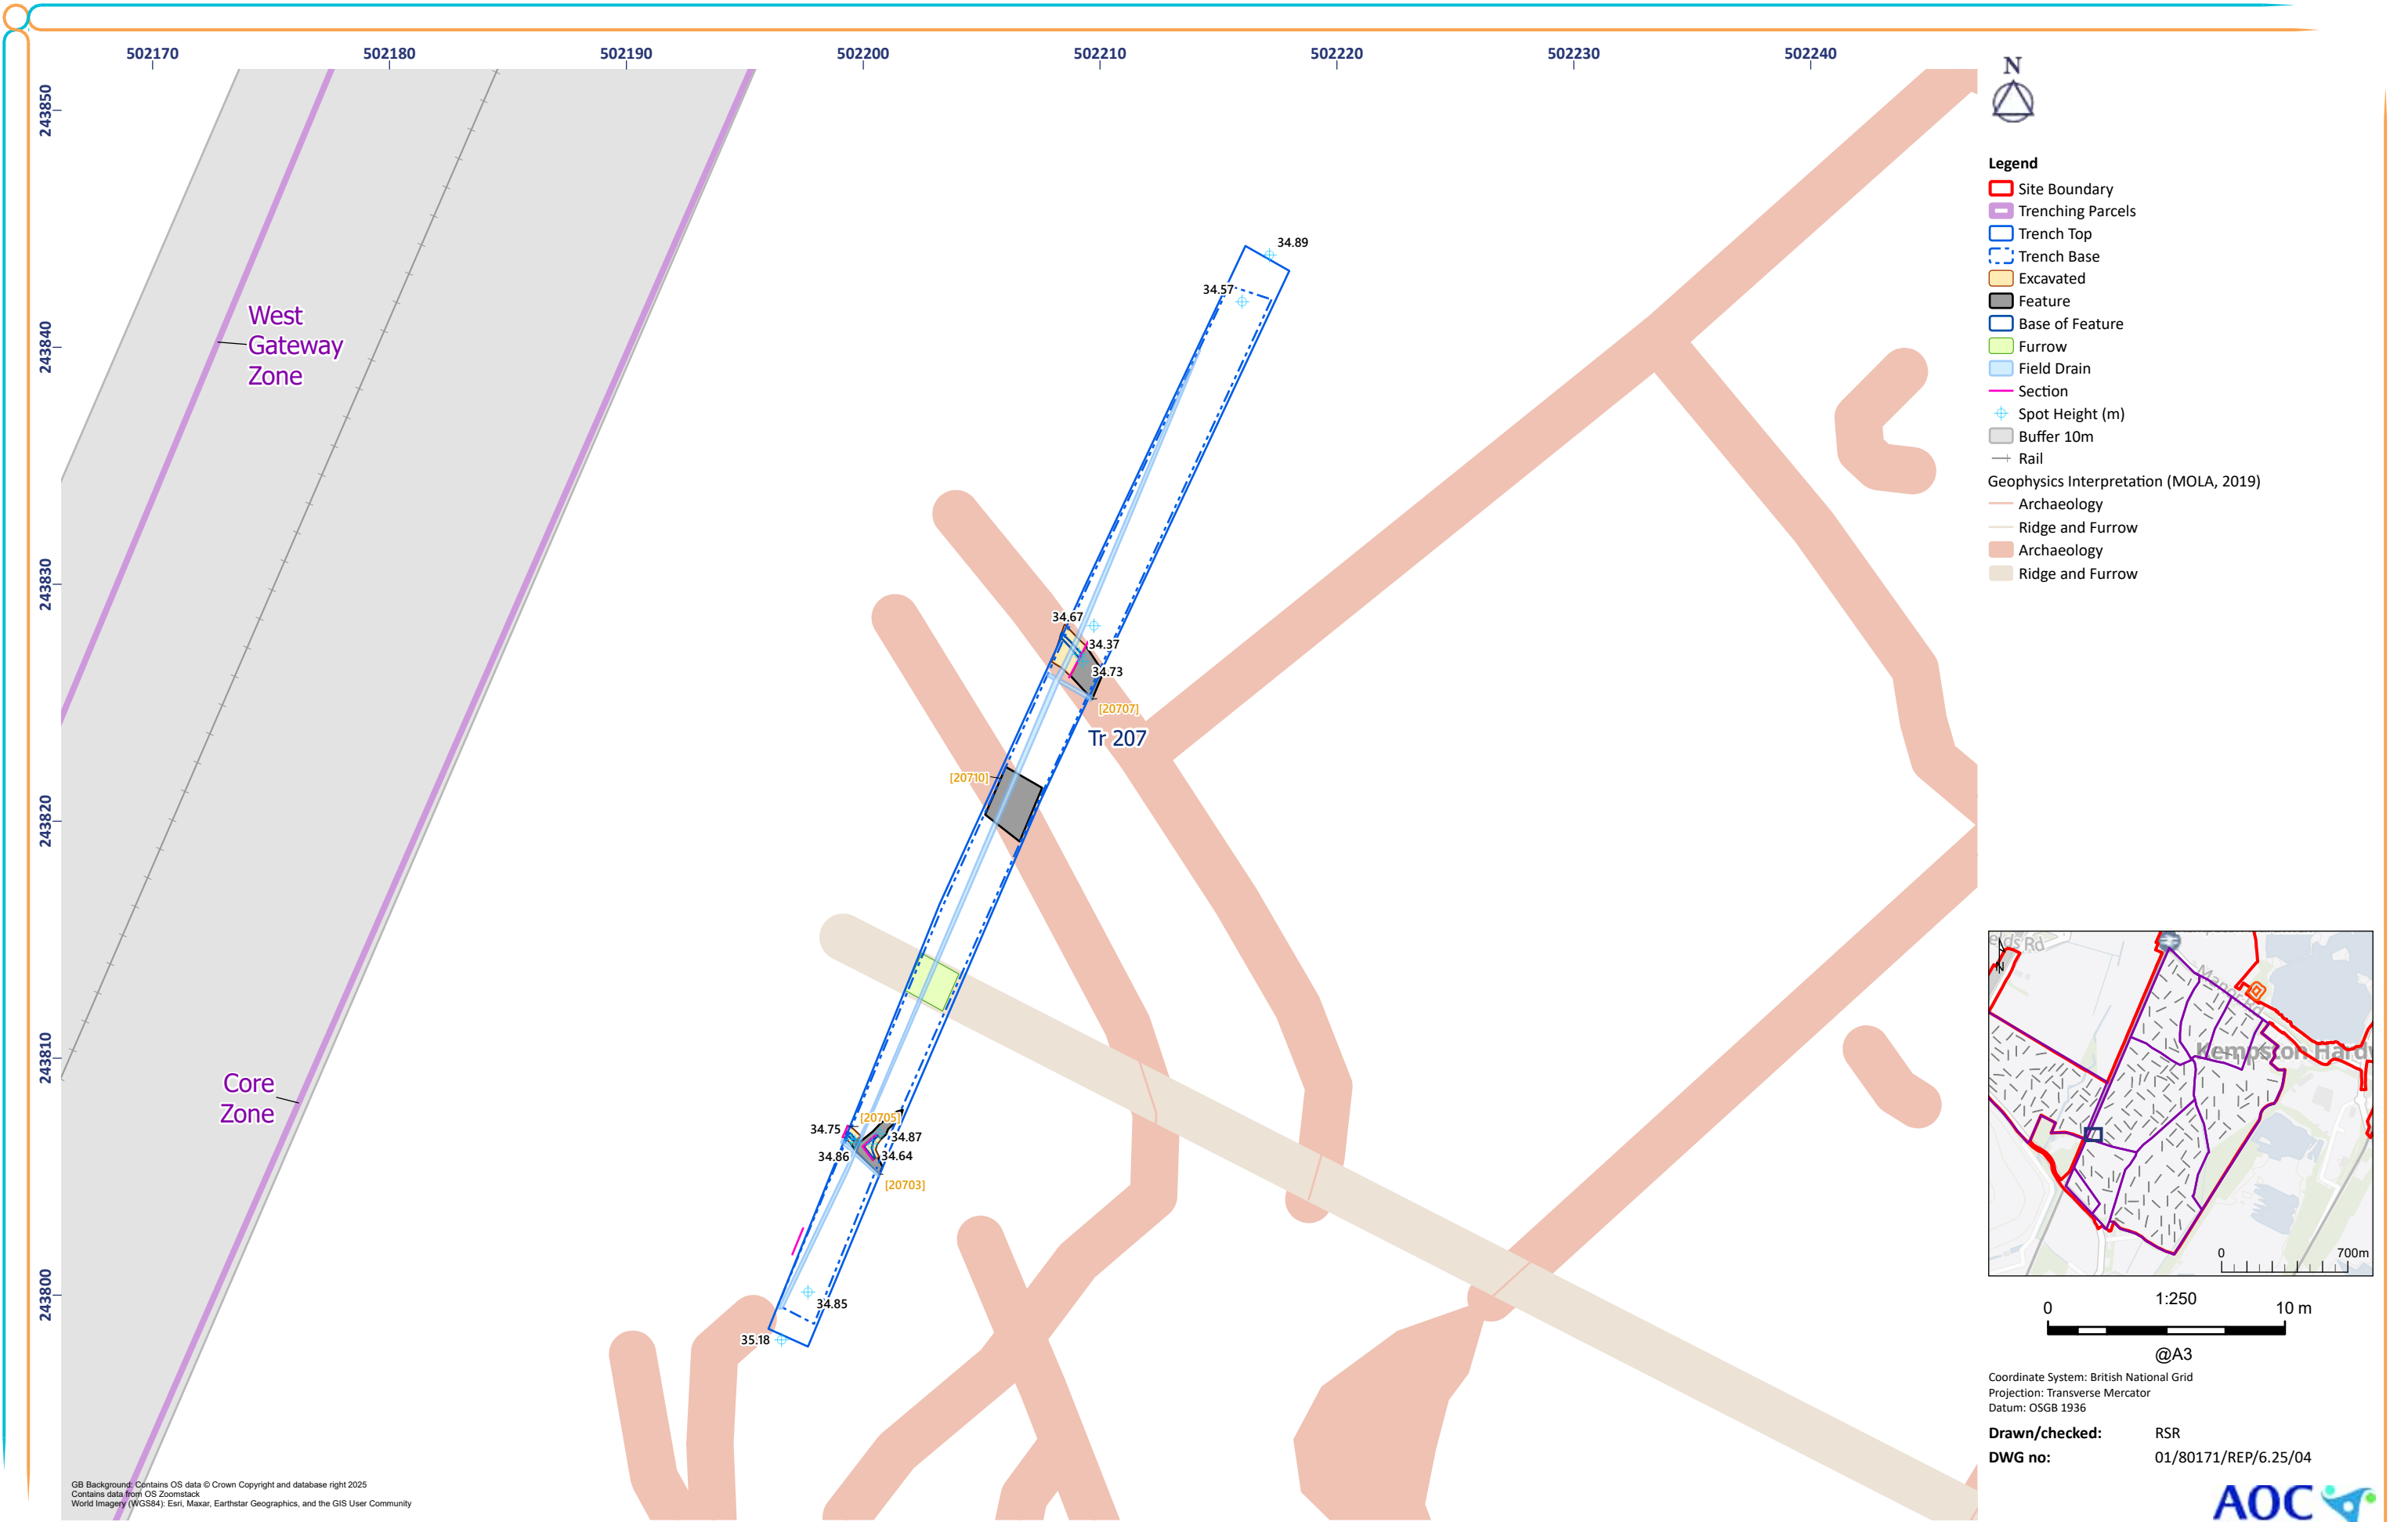 502170
502180
502190
502200
502210
502220
502230
502240
243850
243840
243830
243820
243810
243800
West
Gateway
Zone
Core
Zone
34.89
34.57
34.67
34.37
34.73
[20707]
Tr 207
[20710]
[20705]
34.75
34.87
34.86
34.64
[20703]
34.85
35.18
GB Background: Contains OS data © Crown Copyright and database right 2025
Contains data from OS Zoomstack
World Imagery (WGS84): Esri, Maxar, Earthstar Geographics, and the GIS User Community
N
Legend
Site Boundary
Trenching Parcels
Trench Top
Trench Base
Excavated
Feature
Base of Feature
Furrow
Field Drain
Section
Spot Height (m)
Buffer 10m
Rail
Geophysics Interpretation (MOLA, 2019)
Archaeology
Ridge and Furrow
Archaeology
Ridge and Furrow
elds Rd
N
Kempston Hardw
0 700m
1:250
0 10 m
@A3
Coordinate System: British National Grid
Projection: Transverse Mercator
Datum: OSGB 1936
Drawn/checked: RSR
DWG no: 01/80171/REP/6.25/04
AOC